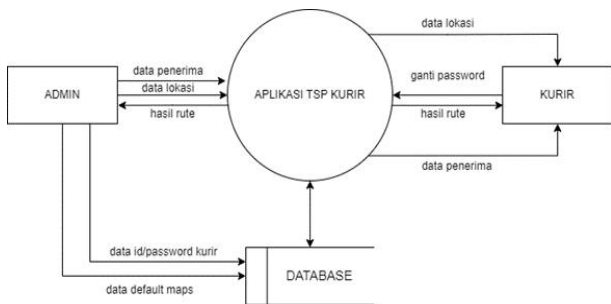 data lokasi
data penerima
ganti password
ADMIN
data lokasi
APLIKASI TSP KURIR
KURIR
hasil rute
hasil rute
data penerima
data id/password kurir
DATABASE
data default maps